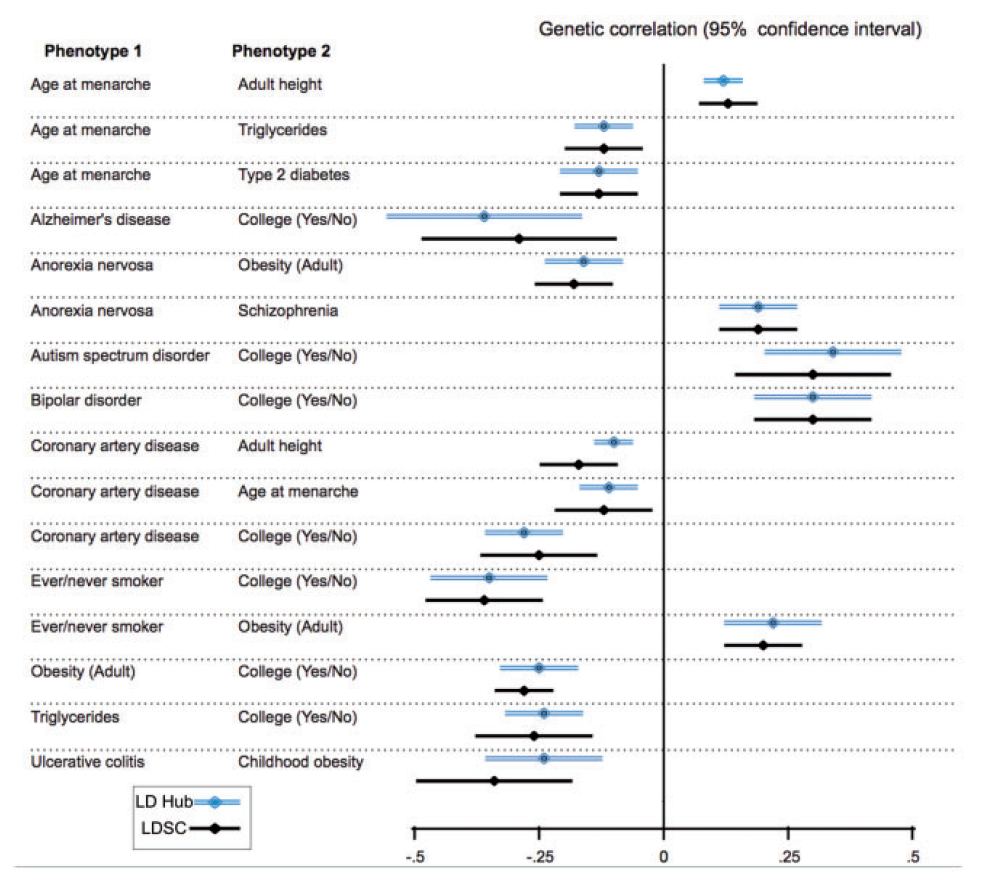 Genetic correlation (95% confidence interval)
Phenotype 1 Phenotype 2
Age at menarche Adult height
Age at menarche Triglycerides
Age at menarche Type 2 diabetes
Alzheimer's disease College (Yes/No)
Anorexia nervosa Obesity (Adult)
Anorexia nervosa Schizophrenia
Autism spectrum disorder College (Yes/No)
Bipolar disorder College (Yes/No)
Coronary artery disease Adult height
Coronary artery disease Age at menarche
Coronary artery disease College (Yes/No)
Ever/never smoker College (Yes/No)
Ever/never smoker Obesity (Adult)
Obesity (Adult) College (Yes/No)
Triglycerides College (Yes/No)
Ulcerative colitis Childhood obesity
LD Hub
LDSC
-.5 -.25 0 .25 .5